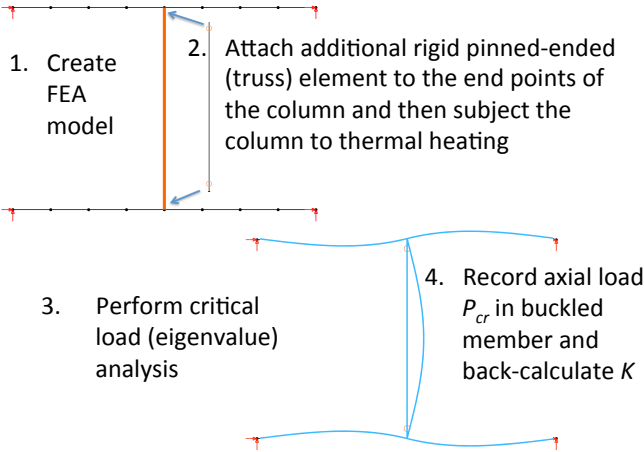 1. Create
FEA
model
2. Attach additional rigid pinned-ended
(truss) element to the end points of
the column and then subject the
column to thermal heating
3. Perform critical
load (eigenvalue)
analysis
4. Record axial load
Pcr in buckled
member and
back-calculate K